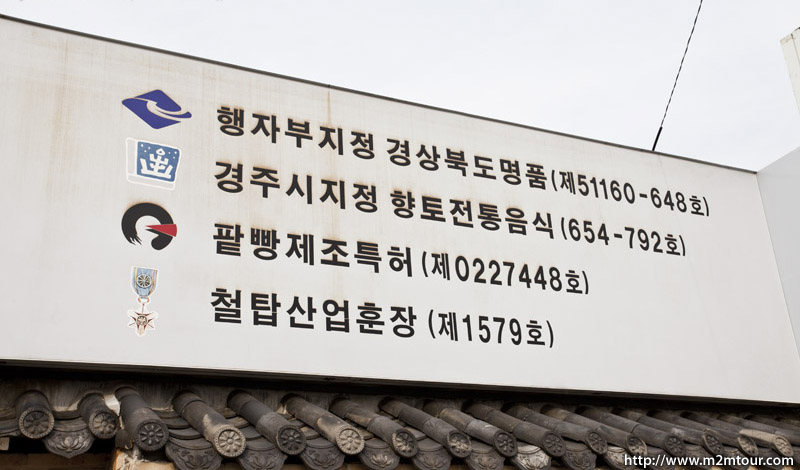 행자부지정 경상북도명품(제51160-648호)
경주시지정 향토전통음식(654-792호)
팥빵제조특허(제0227448호)
철탑산업훈장(제1579호)
http://www.m2mtour.com